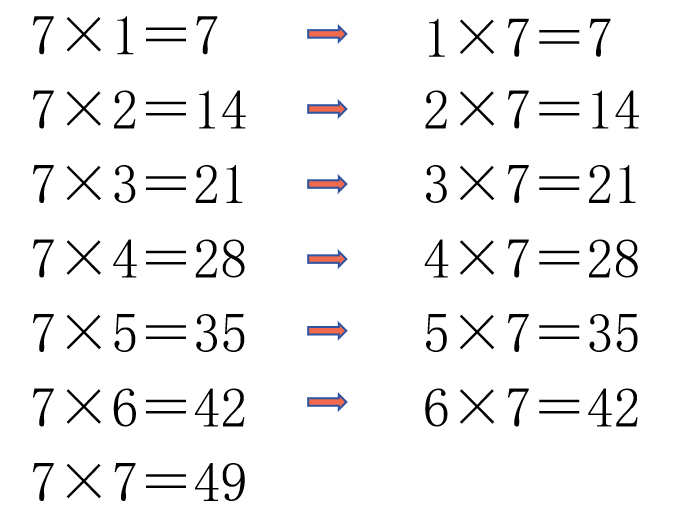 7×1=7 → 1×7=7
7×2=14 → 2×7=14
7×3=21 → 3×7=21
7×4=28 → 4×7=28
7×5=35 → 5×7=35
7×6=42 → 6×7=42
7×7=49